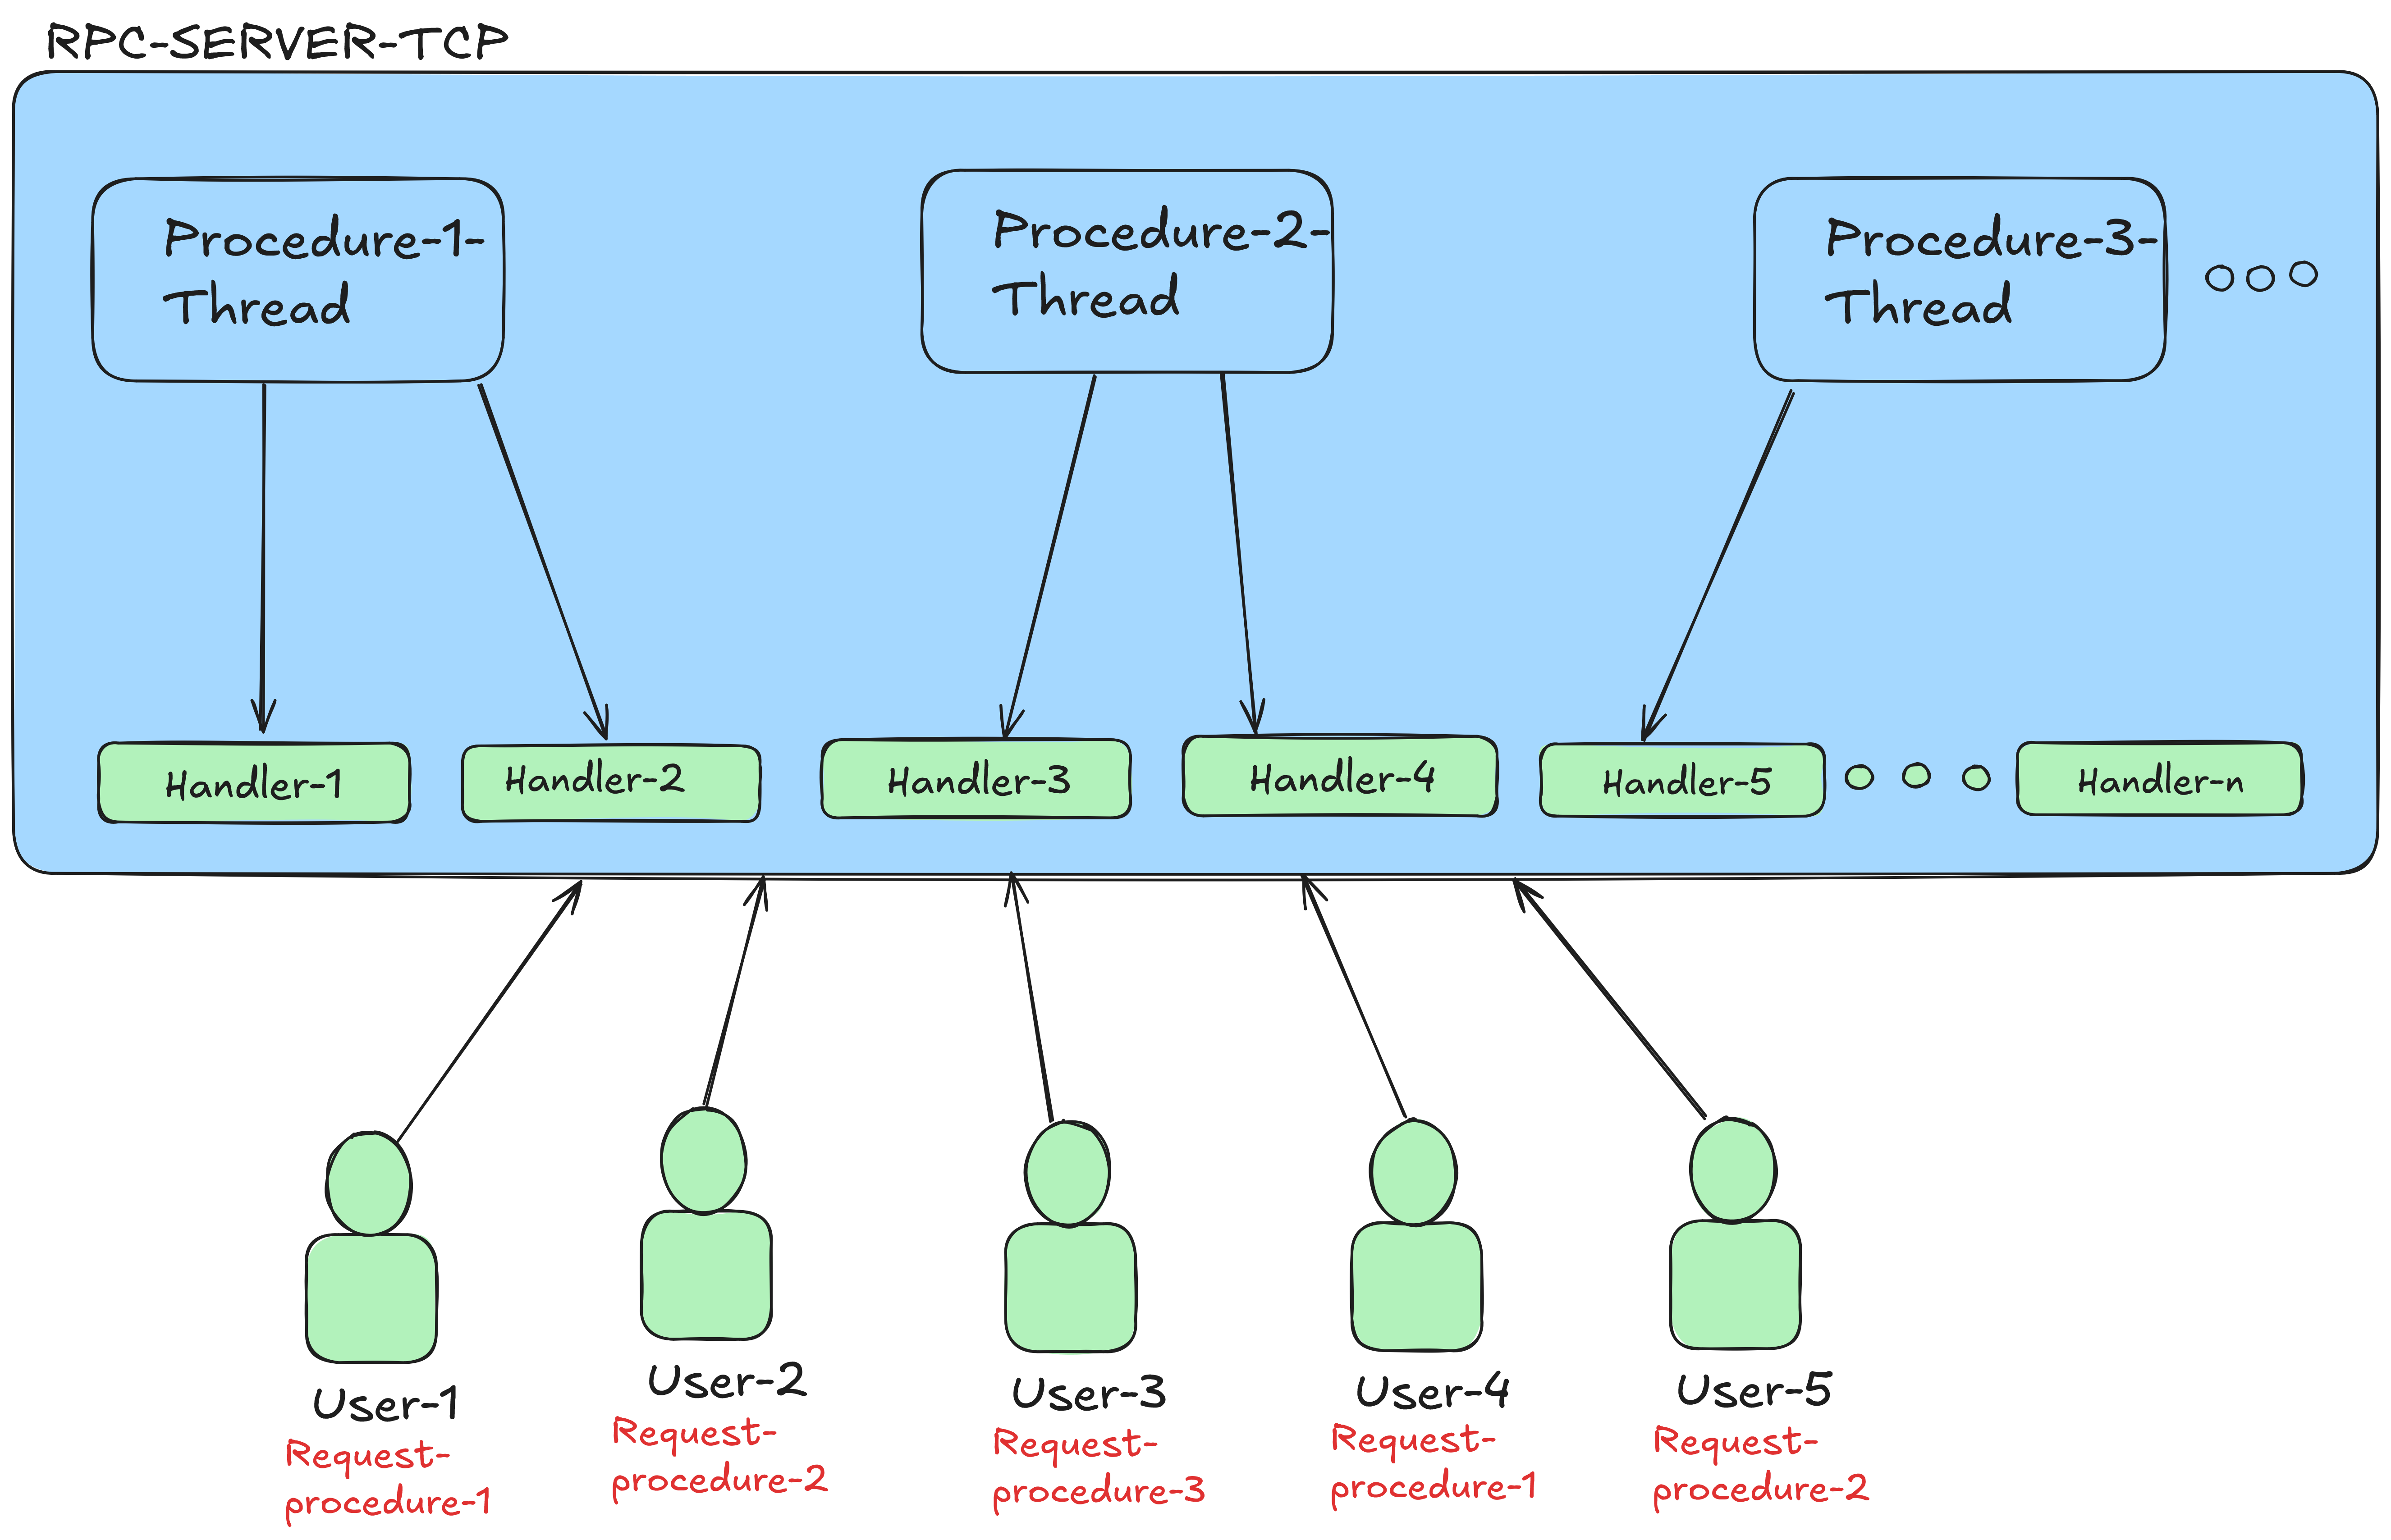 RPC-SERVER-TCP
Procedure-1-
Thread
Procedure-2-
Thread
Procedure-3-
Thread
Handler-1
Handler-2
Handler-3
Handler-4
Handler-5
Handler-n
User-1
Request-
procedure-1
User-2
Request-
procedure-2
User-3
Request-
procedure-3
User-4
Request-
procedure-1
User-5
Request-
procedure-2